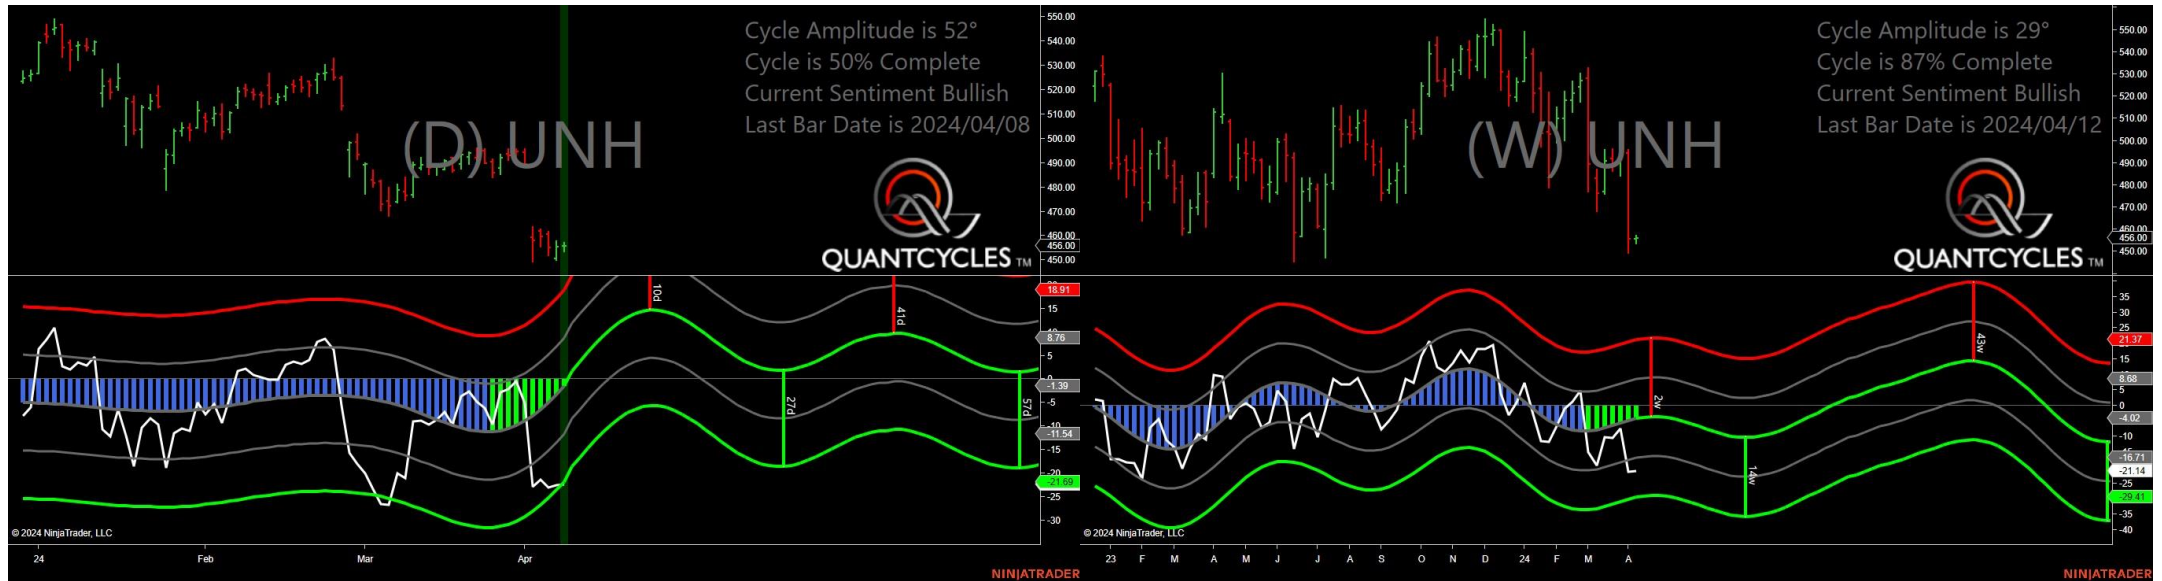 Cycle Amplitude is 52°
Cycle is 50% Complete
Current Sentiment Bullish
Last Bar Date is 2024/04/08
(D) UNH
QUANTCYCLES TM
550.00
540.00
530.00
520.00
510.00
500.00
490.00
480.00
470.00
460.00
456.00
450.00
18.91
15
8.76
5
0
-1.39
-5
-11.54
-15
-20
-21.69
-25
-30
10d
41d
27d
57d
© 2024 NinjaTrader, LLC
24 Feb Mar Apr
NINJATRADER
Cycle Amplitude is 29°
Cycle is 87% Complete
Current Sentiment Bullish
Last Bar Date is 2024/04/12
(W) UNH
QUANTCYCLES TM
550.00
540.00
530.00
520.00
510.00
500.00
490.00
480.00
470.00
460.00
456.00
450.00
35
30
25
21.37
15
8.68
5
0
-4.02
-10
-16.71
-21.14
-25
-29.41
-35
-40
2w
43w
14w
© 2024 NinjaTrader, LLC
23 F M A M J J A S O N D 24 F M A
NINJATRADER